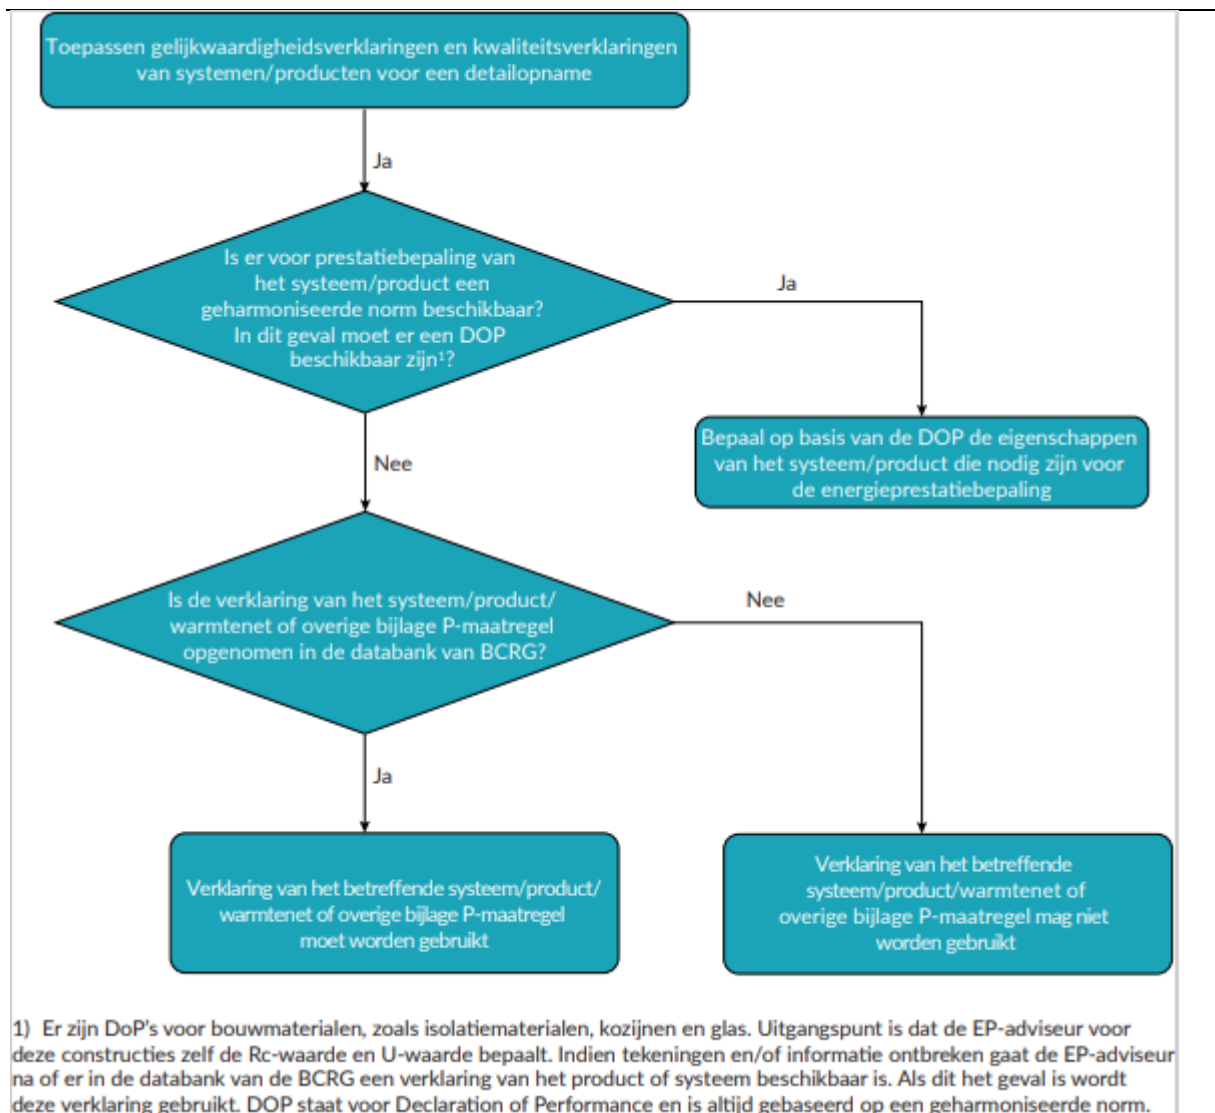 Toepassen gelijkwaardigheidsverklaringen en kwaliteitsverklaringen
van systemen/producten voor een detailopname
Ja
Is er voor prestatiebepaling van
het systeem/product een
geharmoniseerde norm beschikbaar?
In dit geval moet er een DOP
beschikbaar zijn¹?
Ja
Bepaal op basis van de DOP de eigenschappen
van het systeem/product die nodig zijn voor
de energieprestatiebepaling
Nee
Is de verklaring van het systeem/product/
warmtenet of overige bijlage P-maatregel
opgenomen in de databank van BCRG?
Nee
Ja
Verklaring van het betreffende systeem/product/
warmtenet of overige bijlage P-maatregel
moet worden gebruikt
Verklaring van het betreffende
systeem/product/warmtenet of
overige bijlage P-maatregel mag niet
worden gebruikt
1) Er zijn DoP's voor bouwmaterialen, zoals isolatiematerialen, kozijnen en glas. Uitgangspunt is dat de EP-adviseur voor
deze constructies zelf de Rc-waarde en U-waarde bepaalt. Indien tekeningen en/of informatie ontbreken gaat de EP-adviseur
na of er in de databank van de BCRG een verklaring van het product of systeem beschikbaar is. Als dit het geval is wordt
deze verklaring gebruikt. DOP staat voor Declaration of Performance en is altijd gebaseerd op een geharmoniseerde norm.